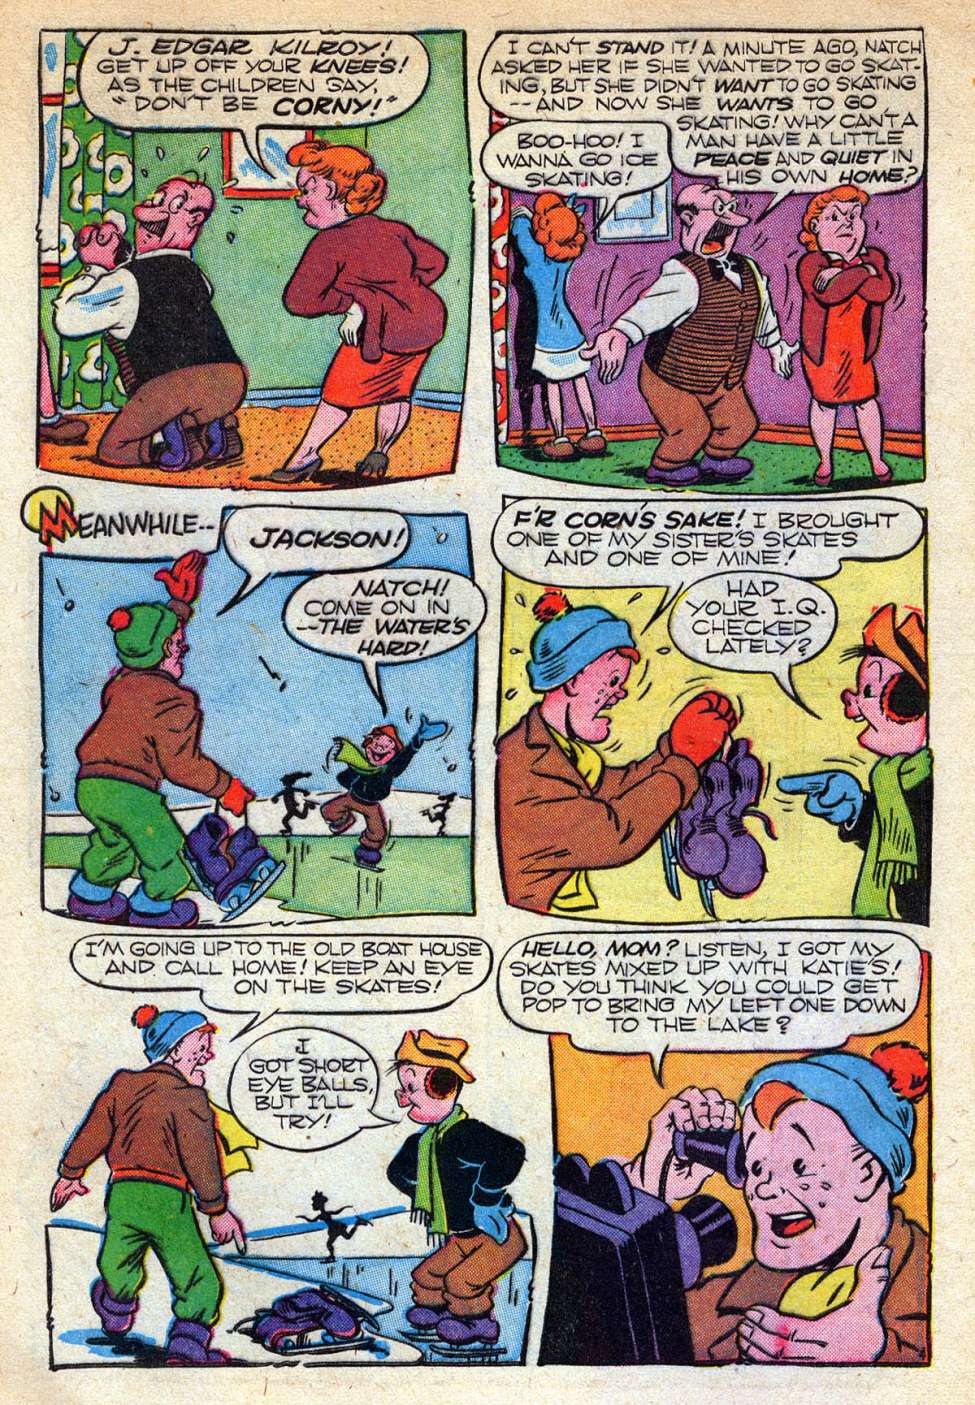 J. EDGAR KILROY!
GET UP OFF YOUR KNEES!
AS THE CHILDREN SAY,
"DON'T BE CORNY!"
I CAN'T STAND IT! A MINUTE AGO, NATCH
ASKED HER IF SHE WANTED TO GO SKAT-
ING, BUT SHE DIDN'T WANT TO GO SKATING
--AND NOW SHE WANTS TO GO
SKATING! WHY CAN'T A
MAN HAVE A LITTLE
PEACE AND QUIET IN
HIS OWN HOME?
BOO-HOO! I
WANNA GO ICE
SKATING!
MEANWHILE--
JACKSON!
NATCH!
COME ON IN
--THE WATER'S
HARD!
F'R CORN'S SAKE! I BROUGHT
ONE OF MY SISTER'S SKATES
AND ONE OF MINE!
HAD
YOUR I.Q.
CHECKED
LATELY?
I'M GOING UP TO THE OLD BOAT HOUSE
AND CALL HOME! KEEP AN EYE
ON THE SKATES!
I
GOT SHORT
EYE BALLS,
BUT I'LL
TRY!
HELLO, MOM? LISTEN, I GOT MY
SKATES MIXED UP WITH KATIE'S!
DO YOU THINK YOU COULD GET
POP TO BRING MY LEFT ONE DOWN
TO THE LAKE?